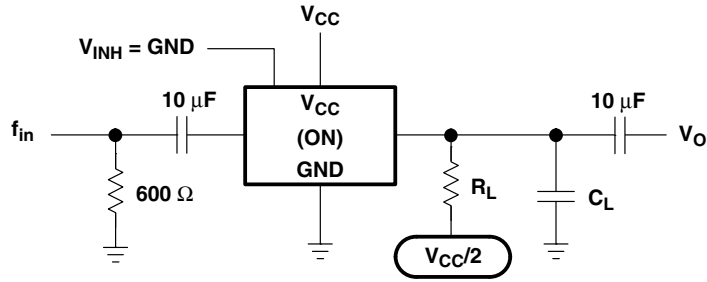 VCC
VINH = GND
10 μF
VCC
10 μF
fin
(ON)
VO
GND
600 Ω
RL
CL
VCC/2